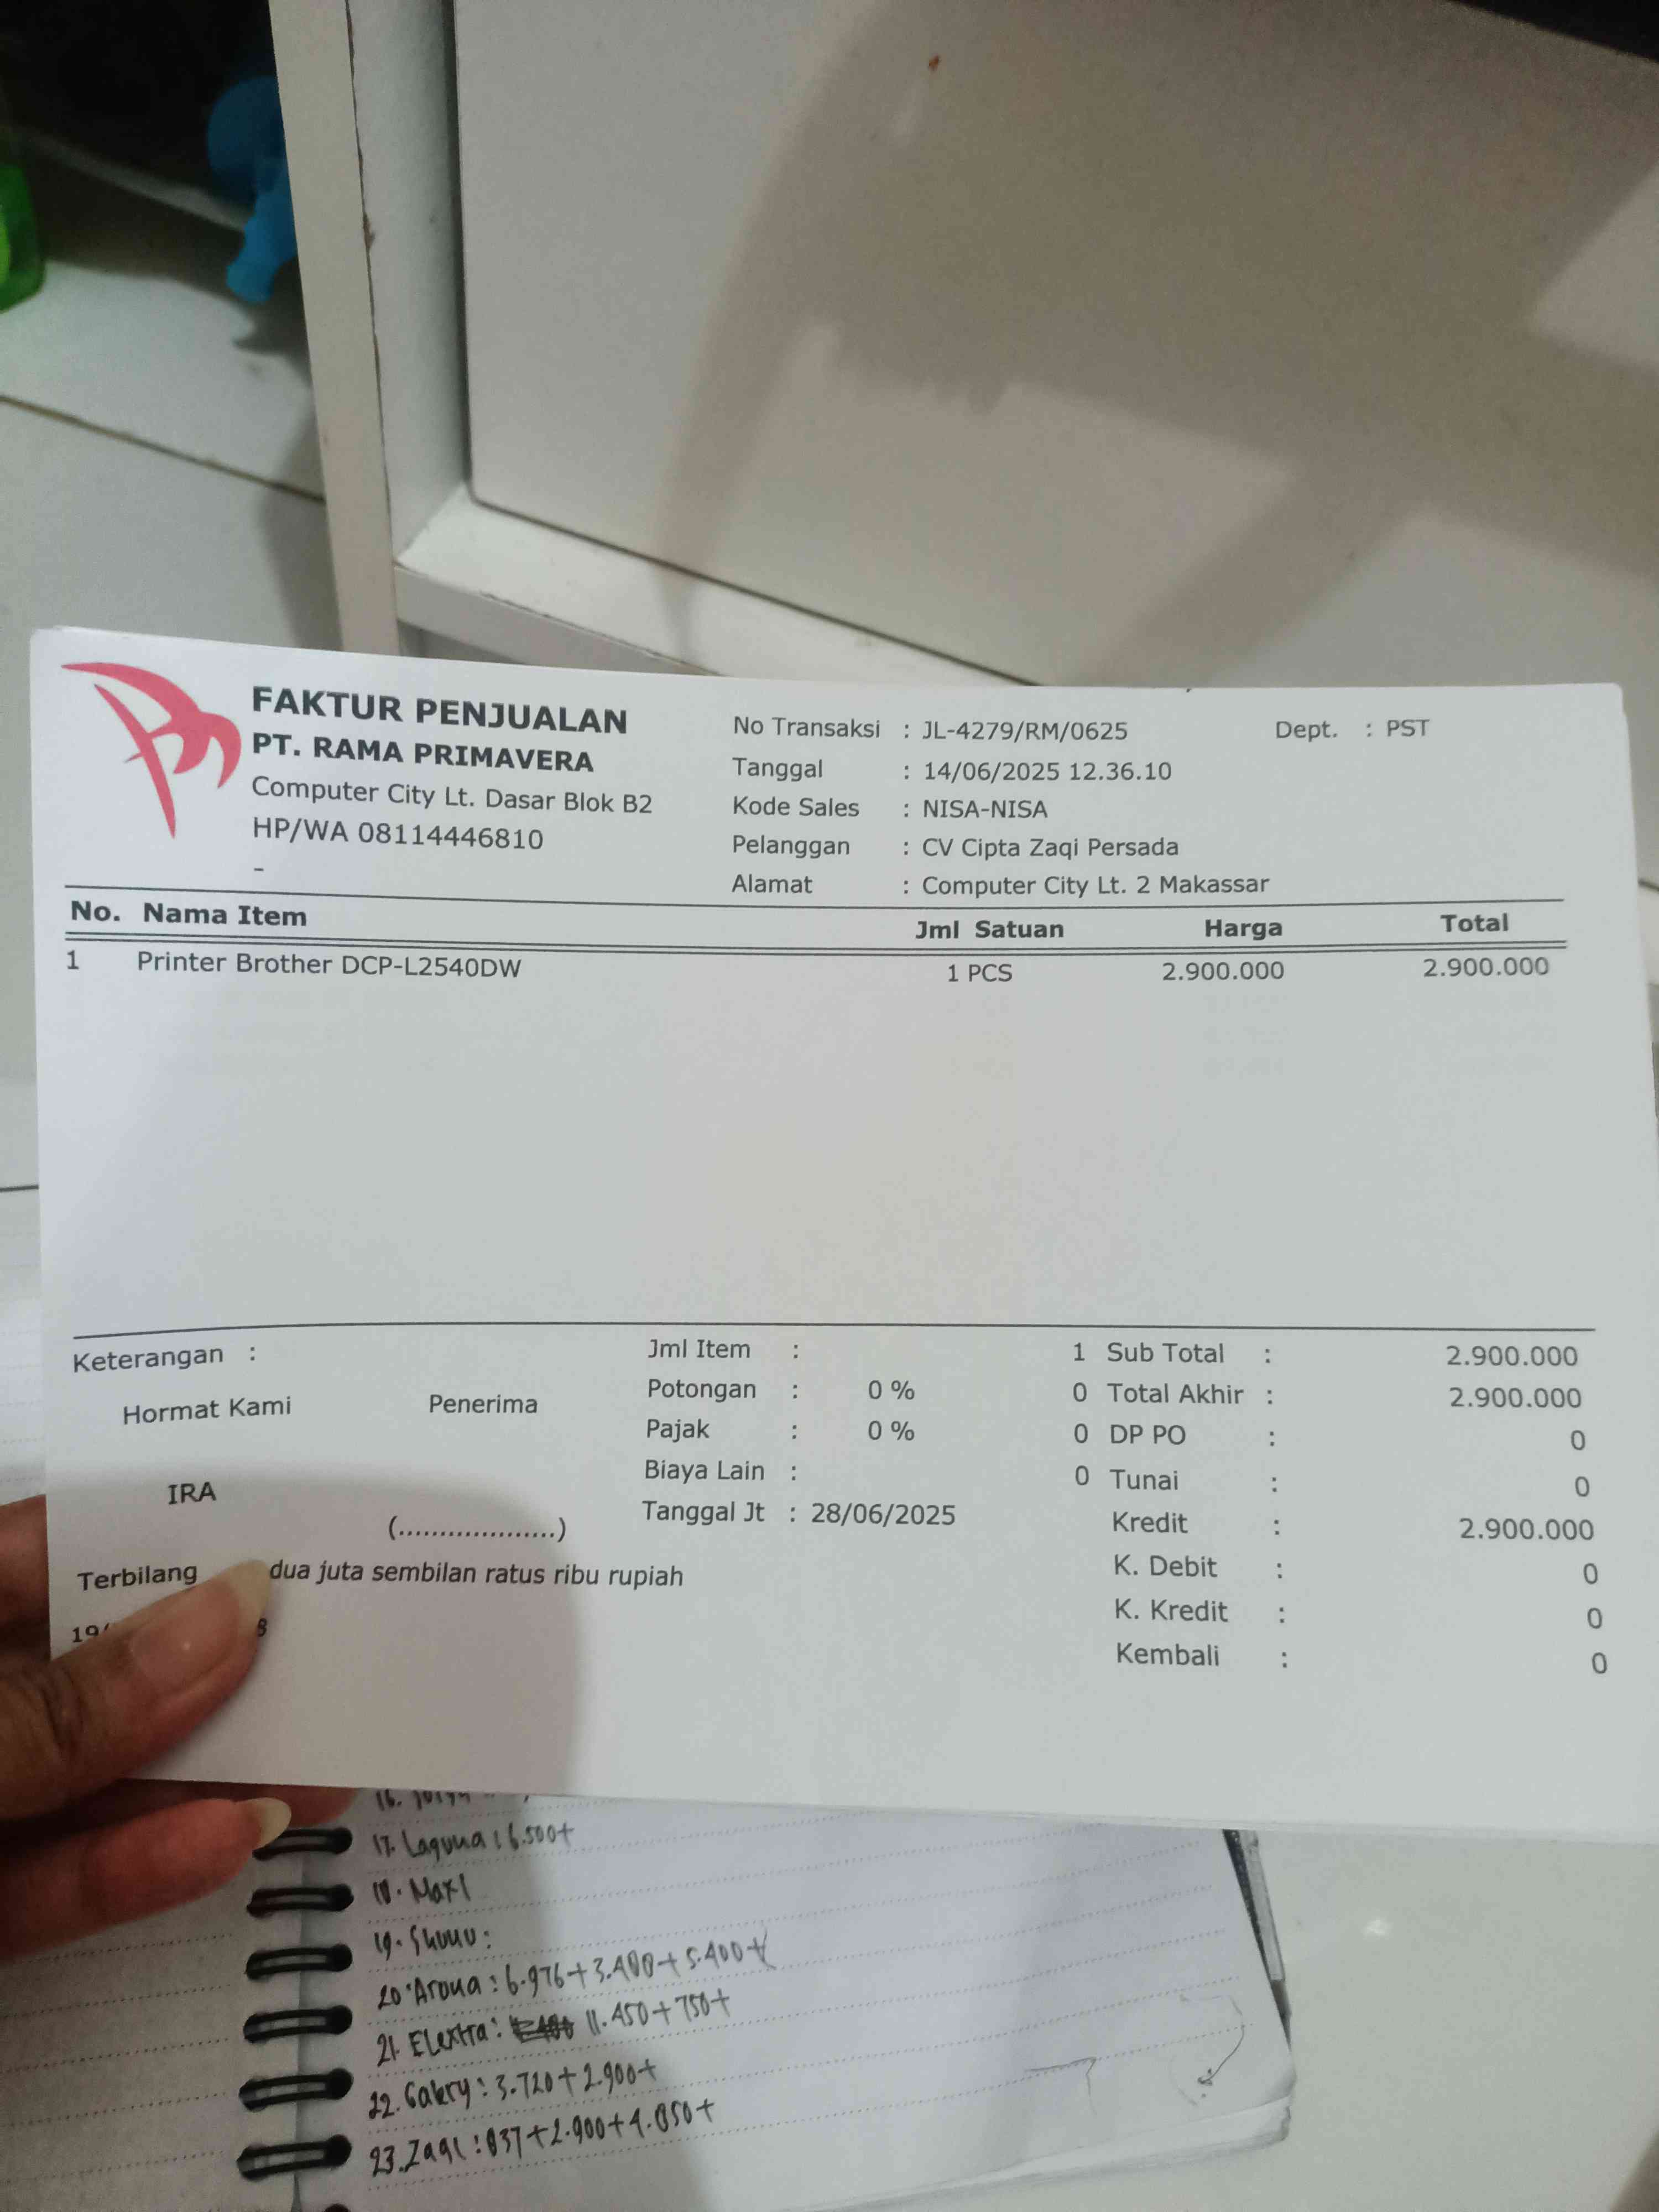 FAKTUR PENJUALAN
PT. RAMA PRIMAVERA
Computer City Lt. Dasar Blok B2
HP/WA 08114446810
-
No Transaksi : JL-4279/RM/0625 Dept. : PST
Tanggal : 14/06/2025 12.36.10
Kode Sales : NISA-NISA
Pelanggan : CV Cipta Zaqi Persada
Alamat : Computer City Lt. 2 Makassar
No. Nama Item Jml Satuan Harga Total
1 Printer Brother DCP-L2540DW 1 PCS 2.900.000 2.900.000
Keterangan :
Hormat Kami Penerima
IRA
(...................)
Terbilang dua juta sembilan ratus ribu rupiah
Jml Item : 1
Potongan : 0 % 0
Pajak : 0 % 0
Biaya Lain : 0
Tanggal Jt : 28/06/2025
Sub Total : 2.900.000
Total Akhir : 2.900.000
DP PO : 0
Tunai : 0
Kredit : 2.900.000
K. Debit : 0
K. Kredit : 0
Kembali : 0
16.
17. Laguna : 6.500+
18. Maxi
19.
20. : 6.976+3.400+5.400+
21. Elextra : 11.450+750+
22. : 3.720+2.900+
23. Zaqi : 837+2.900+4.050+